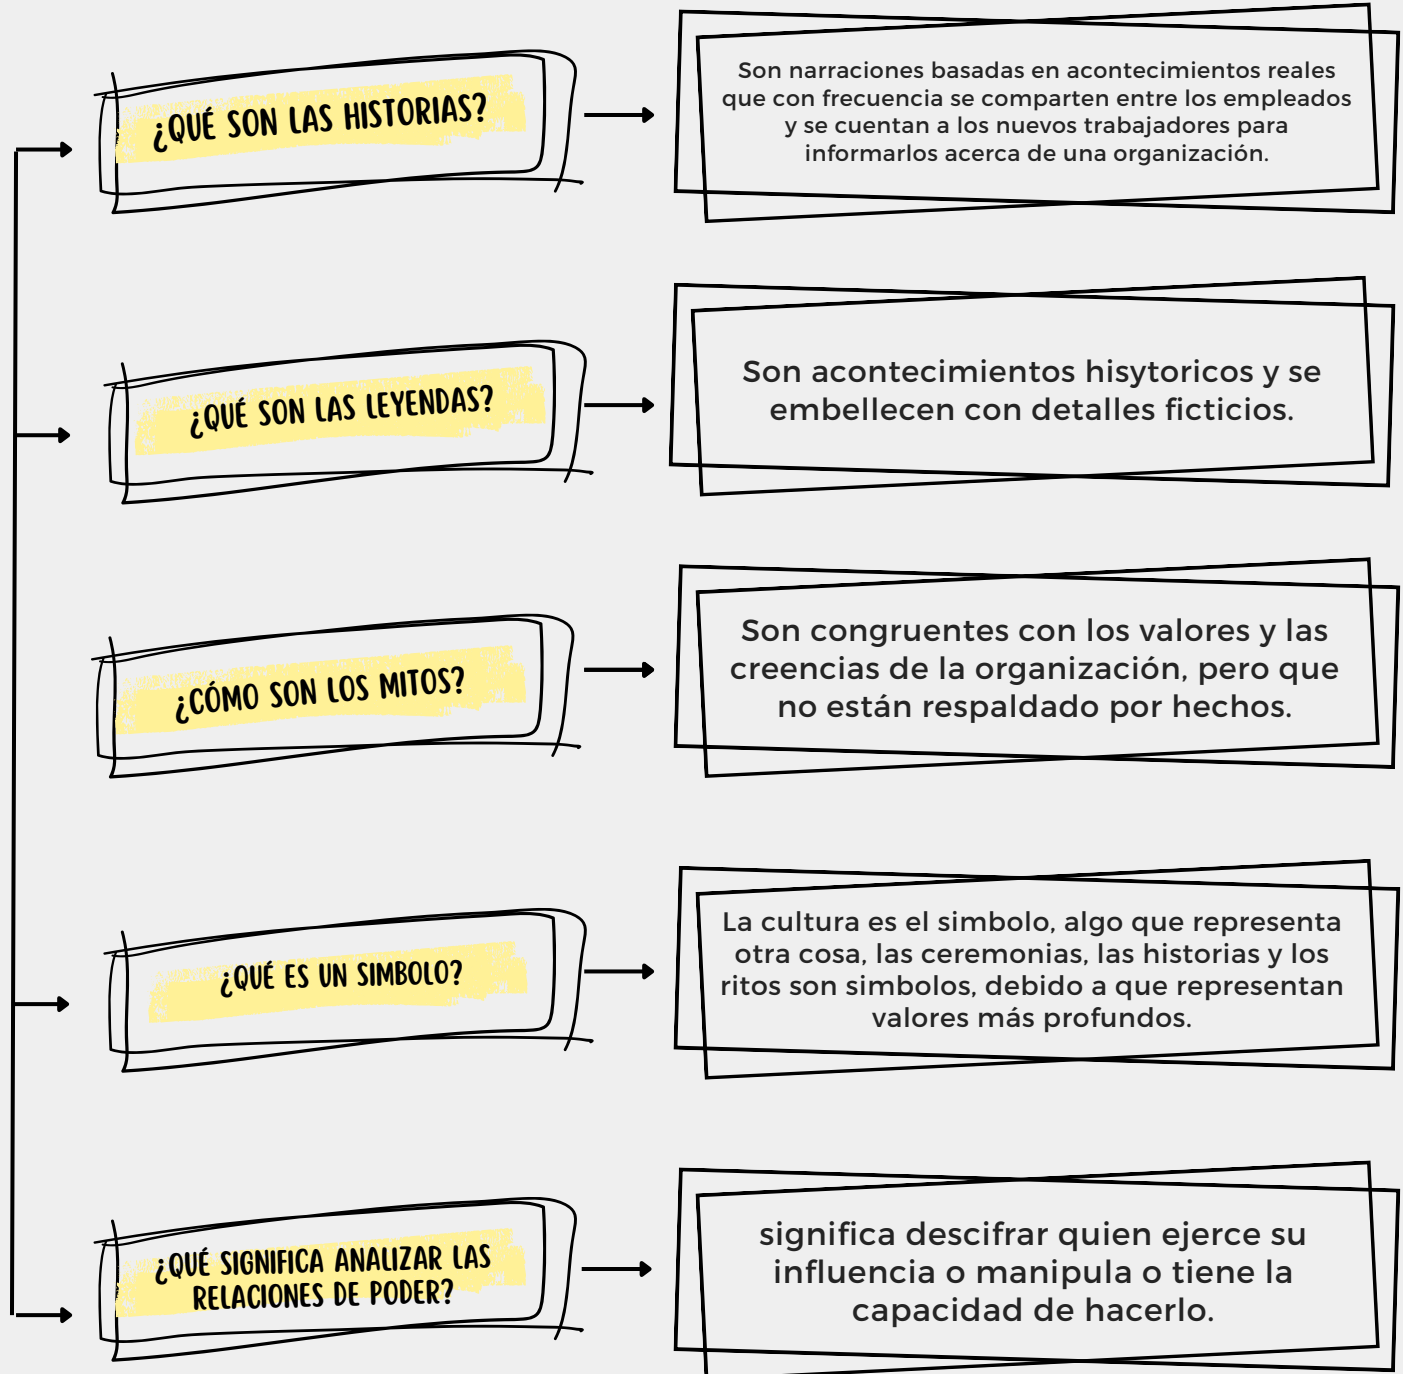 ¿QUÉ SON LAS HISTORIAS?
Son narraciones basadas en acontecimientos reales
que con frecuencia se comparten entre los empleados
y se cuentan a los nuevos trabajadores para
informarlos acerca de una organización.
¿QUÉ SON LAS LEYENDAS?
Son acontecimientos hisytoricos y se
embellecen con detalles ficticios.
¿CÓMO SON LOS MITOS?
Son congruentes con los valores y las
creencias de la organización, pero que
no están respaldado por hechos.
¿QUÉ ES UN SIMBOLO?
La cultura es el simbolo, algo que representa
otra cosa, las ceremonias, las historias y los
ritos son simbolos, debido a que representan
valores más profundos.
¿QUÉ SIGNIFICA ANALIZAR LAS
RELACIONES DE PODER?
significa descifrar quien ejerce su
influencia o manipula o tiene la
capacidad de hacerlo.